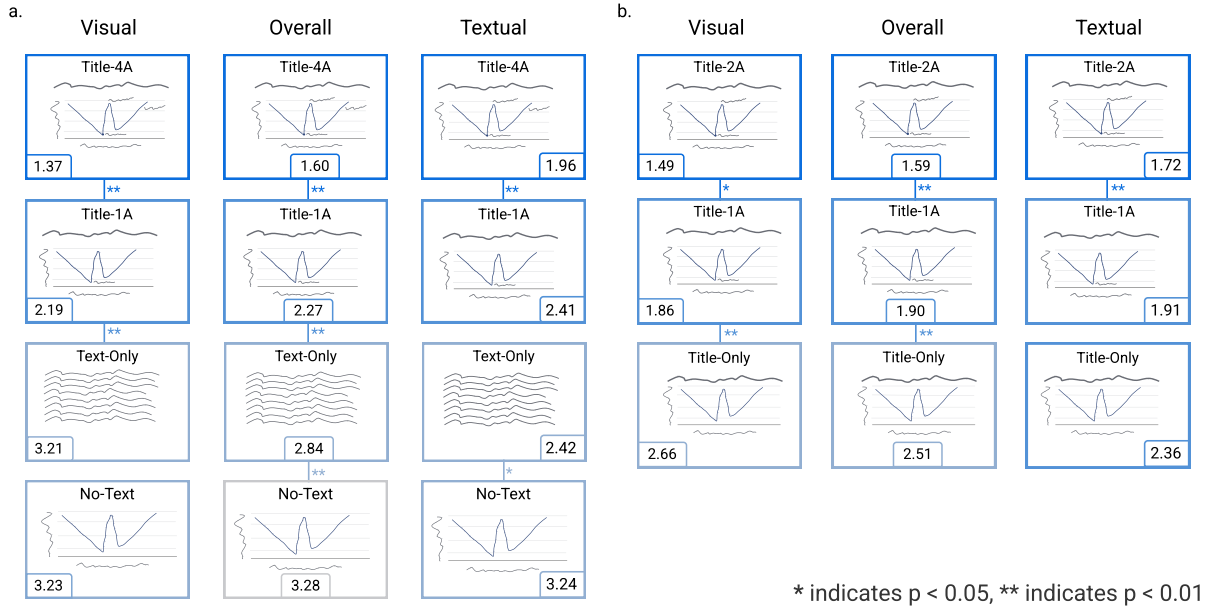 a.
Visual Overall Textual
Title-4A Title-4A Title-4A
1.37 1.60 1.96
** ** **
Title-1A Title-1A Title-1A
2.19 2.27 2.41
** **
Text-Only Text-Only Text-Only
3.21 2.84 2.42
** *
No-Text No-Text No-Text
3.23 3.28 3.24
b.
Visual Overall Textual
Title-2A Title-2A Title-2A
1.49 1.59 1.72
* ** **
Title-1A Title-1A Title-1A
1.86 1.90 1.91
** **
Title-Only Title-Only Title-Only
2.66 2.51 2.36
* indicates p < 0.05, ** indicates p < 0.01